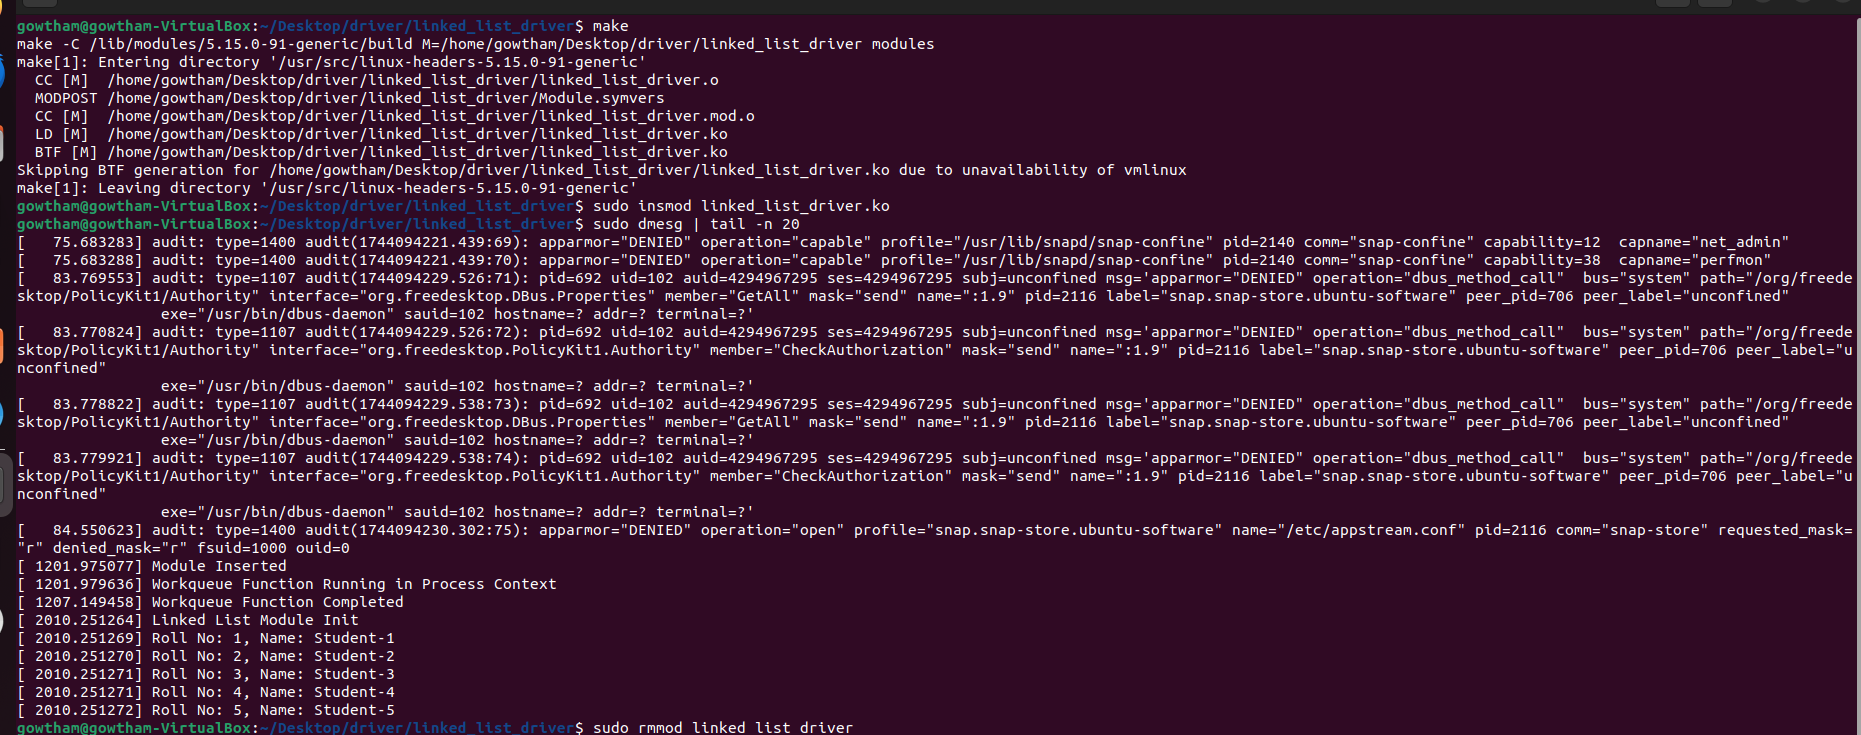 gowtham@gowtham-VirtualBox:~/Desktop/driver/linked_list_driver$ make
make -C /lib/modules/5.15.0-91-generic/build M=/home/gowtham/Desktop/driver/linked_list_driver modules
make[1]: Entering directory '/usr/src/linux-headers-5.15.0-91-generic'
  CC [M]  /home/gowtham/Desktop/driver/linked_list_driver/linked_list_driver.o
  MODPOST /home/gowtham/Desktop/driver/linked_list_driver/Module.symvers
  CC [M]  /home/gowtham/Desktop/driver/linked_list_driver/linked_list_driver.mod.o
  LD [M]  /home/gowtham/Desktop/driver/linked_list_driver/linked_list_driver.ko
  BTF [M] /home/gowtham/Desktop/driver/linked_list_driver/linked_list_driver.ko
Skipping BTF generation for /home/gowtham/Desktop/driver/linked_list_driver/linked_list_driver.ko due to unavailability of vmlinux
make[1]: Leaving directory '/usr/src/linux-headers-5.15.0-91-generic'
gowtham@gowtham-VirtualBox:~/Desktop/driver/linked_list_driver$ sudo insmod linked_list_driver.ko
gowtham@gowtham-VirtualBox:~/Desktop/driver/linked_list_driver$ sudo dmesg | tail -n 20
[   75.683283] audit: type=1400 audit(1744094221.439:69): apparmor="DENIED" operation="capable" profile="/usr/lib/snapd/snap-confine" pid=2140 comm="snap-confine" capability=12  capname="net_admin"
[   75.683288] audit: type=1400 audit(1744094221.439:70): apparmor="DENIED" operation="capable" profile="/usr/lib/snapd/snap-confine" pid=2140 comm="snap-confine" capability=38  capname="perfmon"
[   83.769553] audit: type=1107 audit(1744094229.526:71): pid=692 uid=102 auid=4294967295 ses=4294967295 subj=unconfined msg='apparmor="DENIED" operation="dbus_method_call"  bus="system" path="/org/freede
sktop/PolicyKit1/Authority" interface="org.freedesktop.DBus.Properties" member="GetAll" mask="send" name=":1.9" pid=2116 label="snap.snap-store.ubuntu-software" peer_pid=706 peer_label="unconfined"
                exe="/usr/bin/dbus-daemon" sauid=102 hostname=? addr=? terminal=?'
[   83.770824] audit: type=1107 audit(1744094229.526:72): pid=692 uid=102 auid=4294967295 ses=4294967295 subj=unconfined msg='apparmor="DENIED" operation="dbus_method_call"  bus="system" path="/org/freede
sktop/PolicyKit1/Authority" interface="org.freedesktop.PolicyKit1.Authority" member="CheckAuthorization" mask="send" name=":1.9" pid=2116 label="snap.snap-store.ubuntu-software" peer_pid=706 peer_label="u
nconfined"
                exe="/usr/bin/dbus-daemon" sauid=102 hostname=? addr=? terminal=?'
[   83.778822] audit: type=1107 audit(1744094229.538:73): pid=692 uid=102 auid=4294967295 ses=4294967295 subj=unconfined msg='apparmor="DENIED" operation="dbus_method_call"  bus="system" path="/org/freede
sktop/PolicyKit1/Authority" interface="org.freedesktop.DBus.Properties" member="GetAll" mask="send" name=":1.9" pid=2116 label="snap.snap-store.ubuntu-software" peer_pid=706 peer_label="unconfined"
                exe="/usr/bin/dbus-daemon" sauid=102 hostname=? addr=? terminal=?'
[   83.779921] audit: type=1107 audit(1744094229.538:74): pid=692 uid=102 auid=4294967295 ses=4294967295 subj=unconfined msg='apparmor="DENIED" operation="dbus_method_call"  bus="system" path="/org/freede
sktop/PolicyKit1/Authority" interface="org.freedesktop.PolicyKit1.Authority" member="CheckAuthorization" mask="send" name=":1.9" pid=2116 label="snap.snap-store.ubuntu-software" peer_pid=706 peer_label="u
nconfined"
                exe="/usr/bin/dbus-daemon" sauid=102 hostname=? addr=? terminal=?'
[   84.550623] audit: type=1400 audit(1744094230.302:75): apparmor="DENIED" operation="open" profile="snap.snap-store.ubuntu-software" name="/etc/appstream.conf" pid=2116 comm="snap-store" requested_mask=
"r" denied_mask="r" fsuid=1000 ouid=0
[ 1201.975077] Module Inserted
[ 1201.979636] Workqueue Function Running in Process Context
[ 1207.149458] Workqueue Function Completed
[ 2010.251264] Linked List Module Init
[ 2010.251269] Roll No: 1, Name: Student-1
[ 2010.251270] Roll No: 2, Name: Student-2
[ 2010.251271] Roll No: 3, Name: Student-3
[ 2010.251271] Roll No: 4, Name: Student-4
[ 2010.251272] Roll No: 5, Name: Student-5
gowtham@gowtham-VirtualBox:~/Desktop/driver/linked_list_driver$ sudo rmmod linked_list_driver